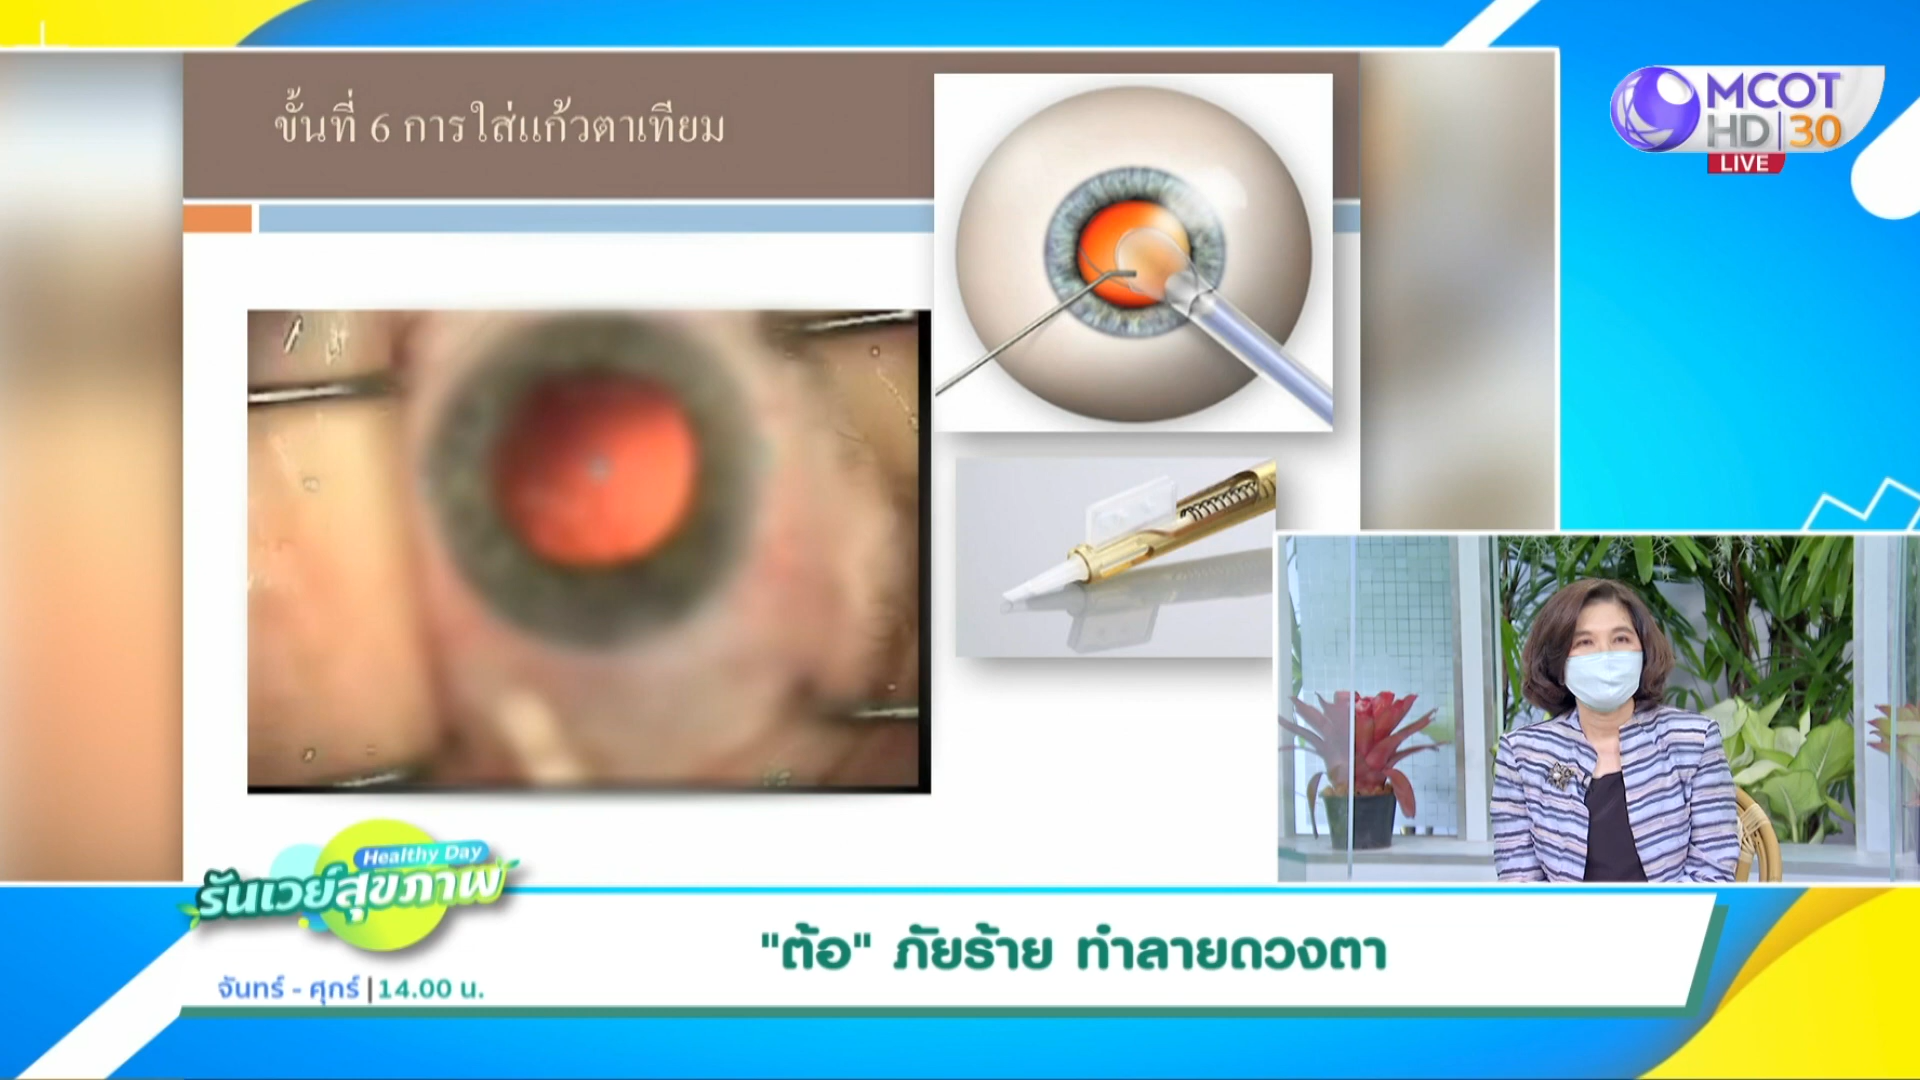 ขั้นที่ 6 การใส่แก้วตาเทียม
MCOT
HD 30
LIVE
Healthy Day
รันเวย์สุขภาพ
"ต้อ" ภัยร้าย ทำลายดวงตา
จันทร์ - ศุกร์ | 14.00 น.